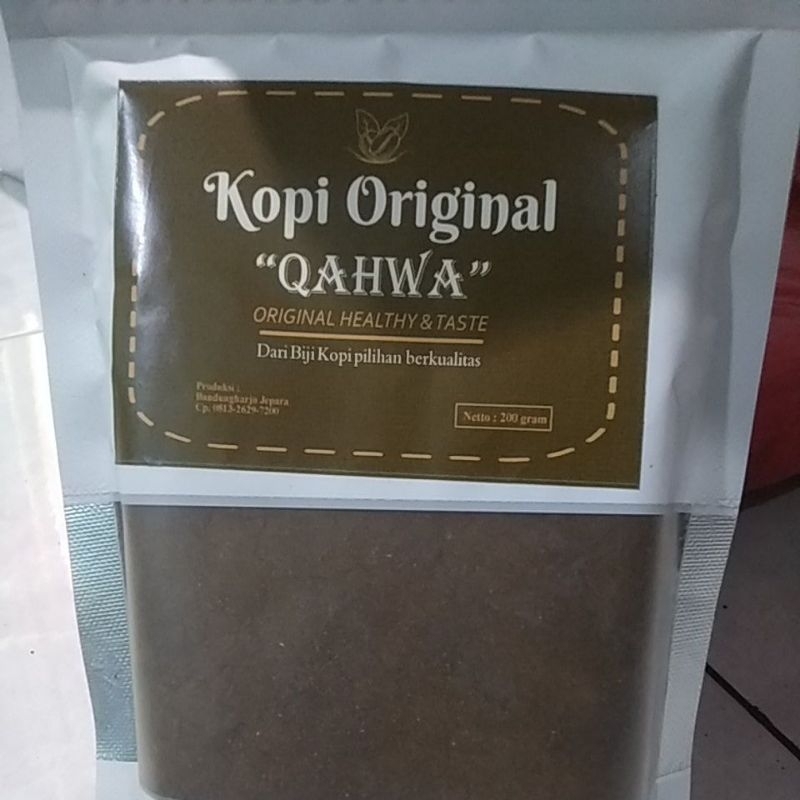 Kopi Original
“QAHWA”
ORIGINAL HEALTHY & TASTE
Dari Biji Kopi pilihan berkualitas
Produksi :
Bandungharjo Jepara
Cp. 0813-2629-7200
Netto : 200 gram